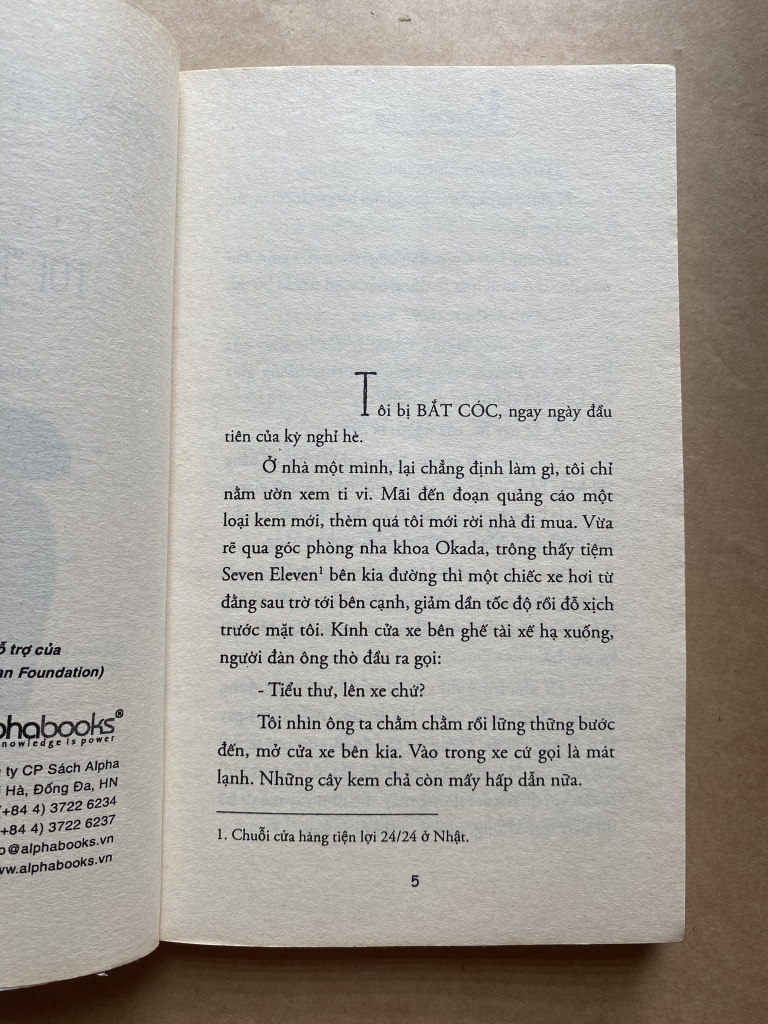 ỗ trợ của
an Foundation)
phabooks®
nowledge is power
ty CP Sách Alpha
Hà, Đống Đa, HN
+84 4) 3722 6234
+84 4) 3722 6237
o@alphabooks.vn
ww.alphabooks.vn
Tôi bị BẮT CÓC, ngay ngày đầu
tiên của kỳ nghỉ hè.
Ở nhà một mình, lại chẳng định làm gì, tôi chỉ
nằm ườn xem ti vi. Mãi đến đoạn quảng cáo một
loại kem mới, thèm quá tôi mới rời nhà đi mua. Vừa
rẽ qua góc phòng nha khoa Okada, trông thấy tiệm
Seven Eleven¹ bên kia đường thì một chiếc xe hơi từ
đằng sau trờ tới bên cạnh, giảm dần tốc độ rồi đỗ xịch
trước mặt tôi. Kính cửa xe bên ghế tài xế hạ xuống,
người đàn ông thò đầu ra gọi:
- Tiểu thư, lên xe chứ?
Tôi nhìn ông ta chằm chằm rồi lững thững bước
đến, mở cửa xe bên kia. Vào trong xe cứ gọi là mát
lạnh. Những cây kem chả còn mấy hấp dẫn nữa.
1. Chuỗi cửa hàng tiện lợi 24/24 ở Nhật.
5